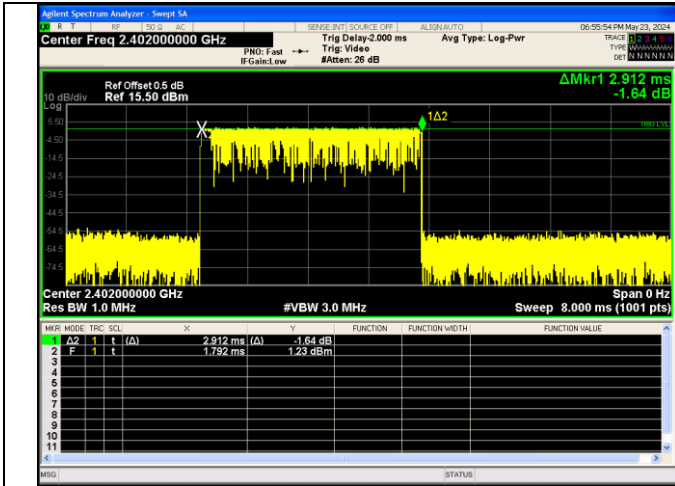 Agilent Spectrum Analyzer - Swept SA
R T RF 50 Ω AC SENSE:INT SOURCE OFF ALIGN AUTO 06:55:54 PM May 23, 2024
Center Freq 2.402000000 GHz Trig Delay-2.000 ms Avg Type: Log-Pwr TRACE 1 2 3 4 5 6
PNO: Fast Trig: Video TYPE
IFGain:Low #Atten: 26 dB DET N N N N N N
ΔMkr1 2.912 ms
-1.64 dB
Ref Offset 0.5 dB
10 dB/div Ref 15.50 dBm
Log
1Δ2
TRIG LVL
5.50
-4.50
-14.5
-24.5
-34.5
-44.5
-54.5
-64.5
-74.5
Center 2.402000000 GHz Span 0 Hz
Res BW 1.0 MHz #VBW 3.0 MHz Sweep 8.000 ms (1001 pts)
MKR MODE TRC SCL X Y FUNCTION FUNCTION WIDTH FUNCTION VALUE
1 Δ2 1 t (Δ) 2.912 ms (Δ) -1.64 dB
2 F 1 t 1.792 ms 1.23 dBm
3
4
5
6
7
8
9
10
11
MSG STATUS